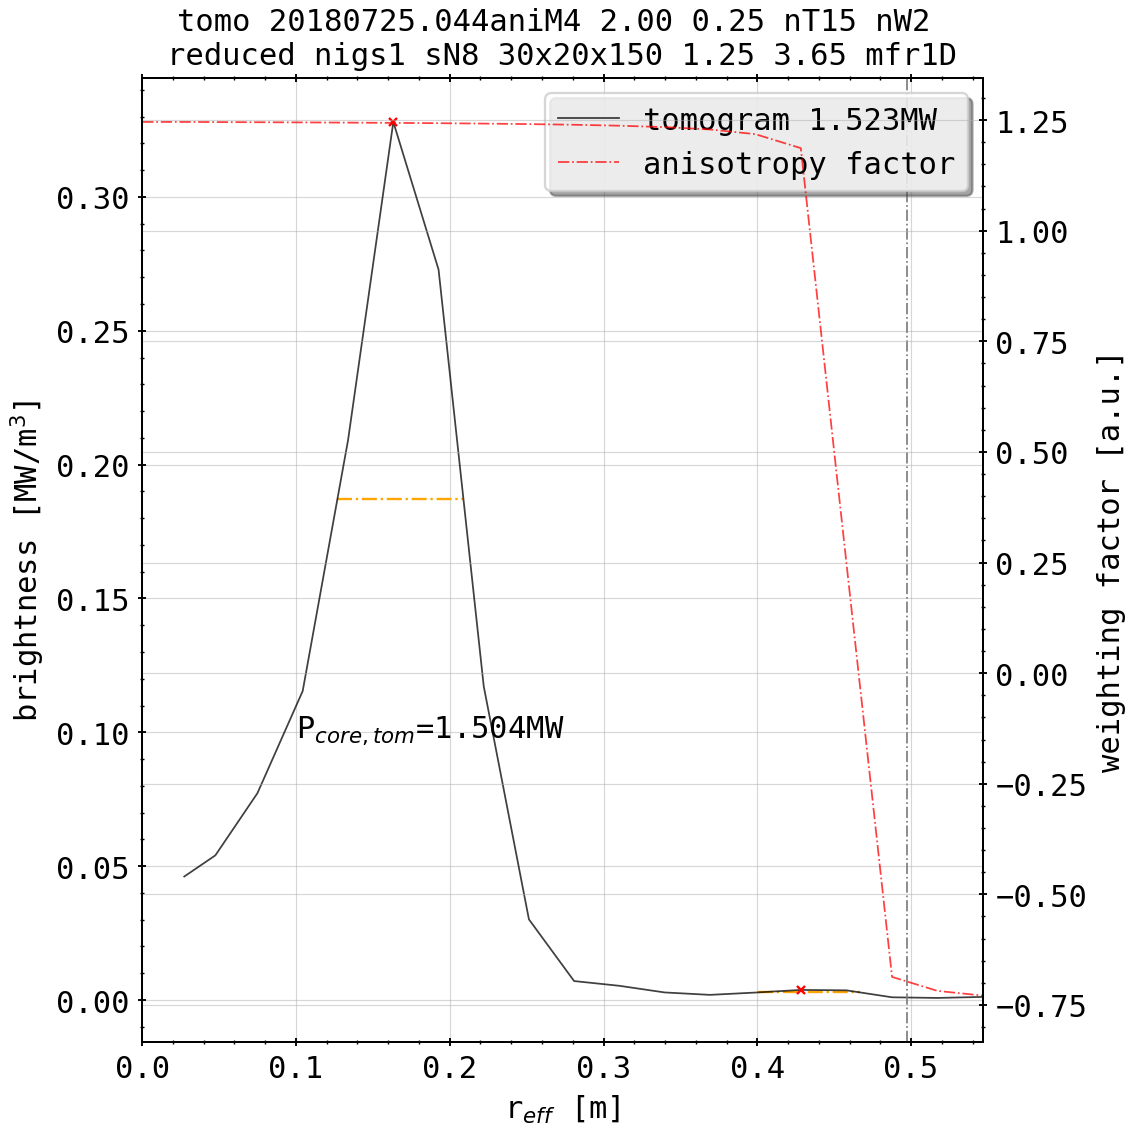 tomo 20180725.044aniM4 2.00 0.25 nT15 nW2
reduced nigs1 sN8 30x20x150 1.25 3.65 mfr1D
tomogram 1.523MW
anisotropy factor
brightness [MW/m³]
0.30
0.25
0.20
0.15
0.10
0.05
0.00
P_core,tom=1.504MW
1.25
1.00
0.75
0.50
0.25
0.00
−0.25
−0.50
−0.75
weighting factor [a.u.]
0.0 0.1 0.2 0.3 0.4 0.5
r_eff [m]